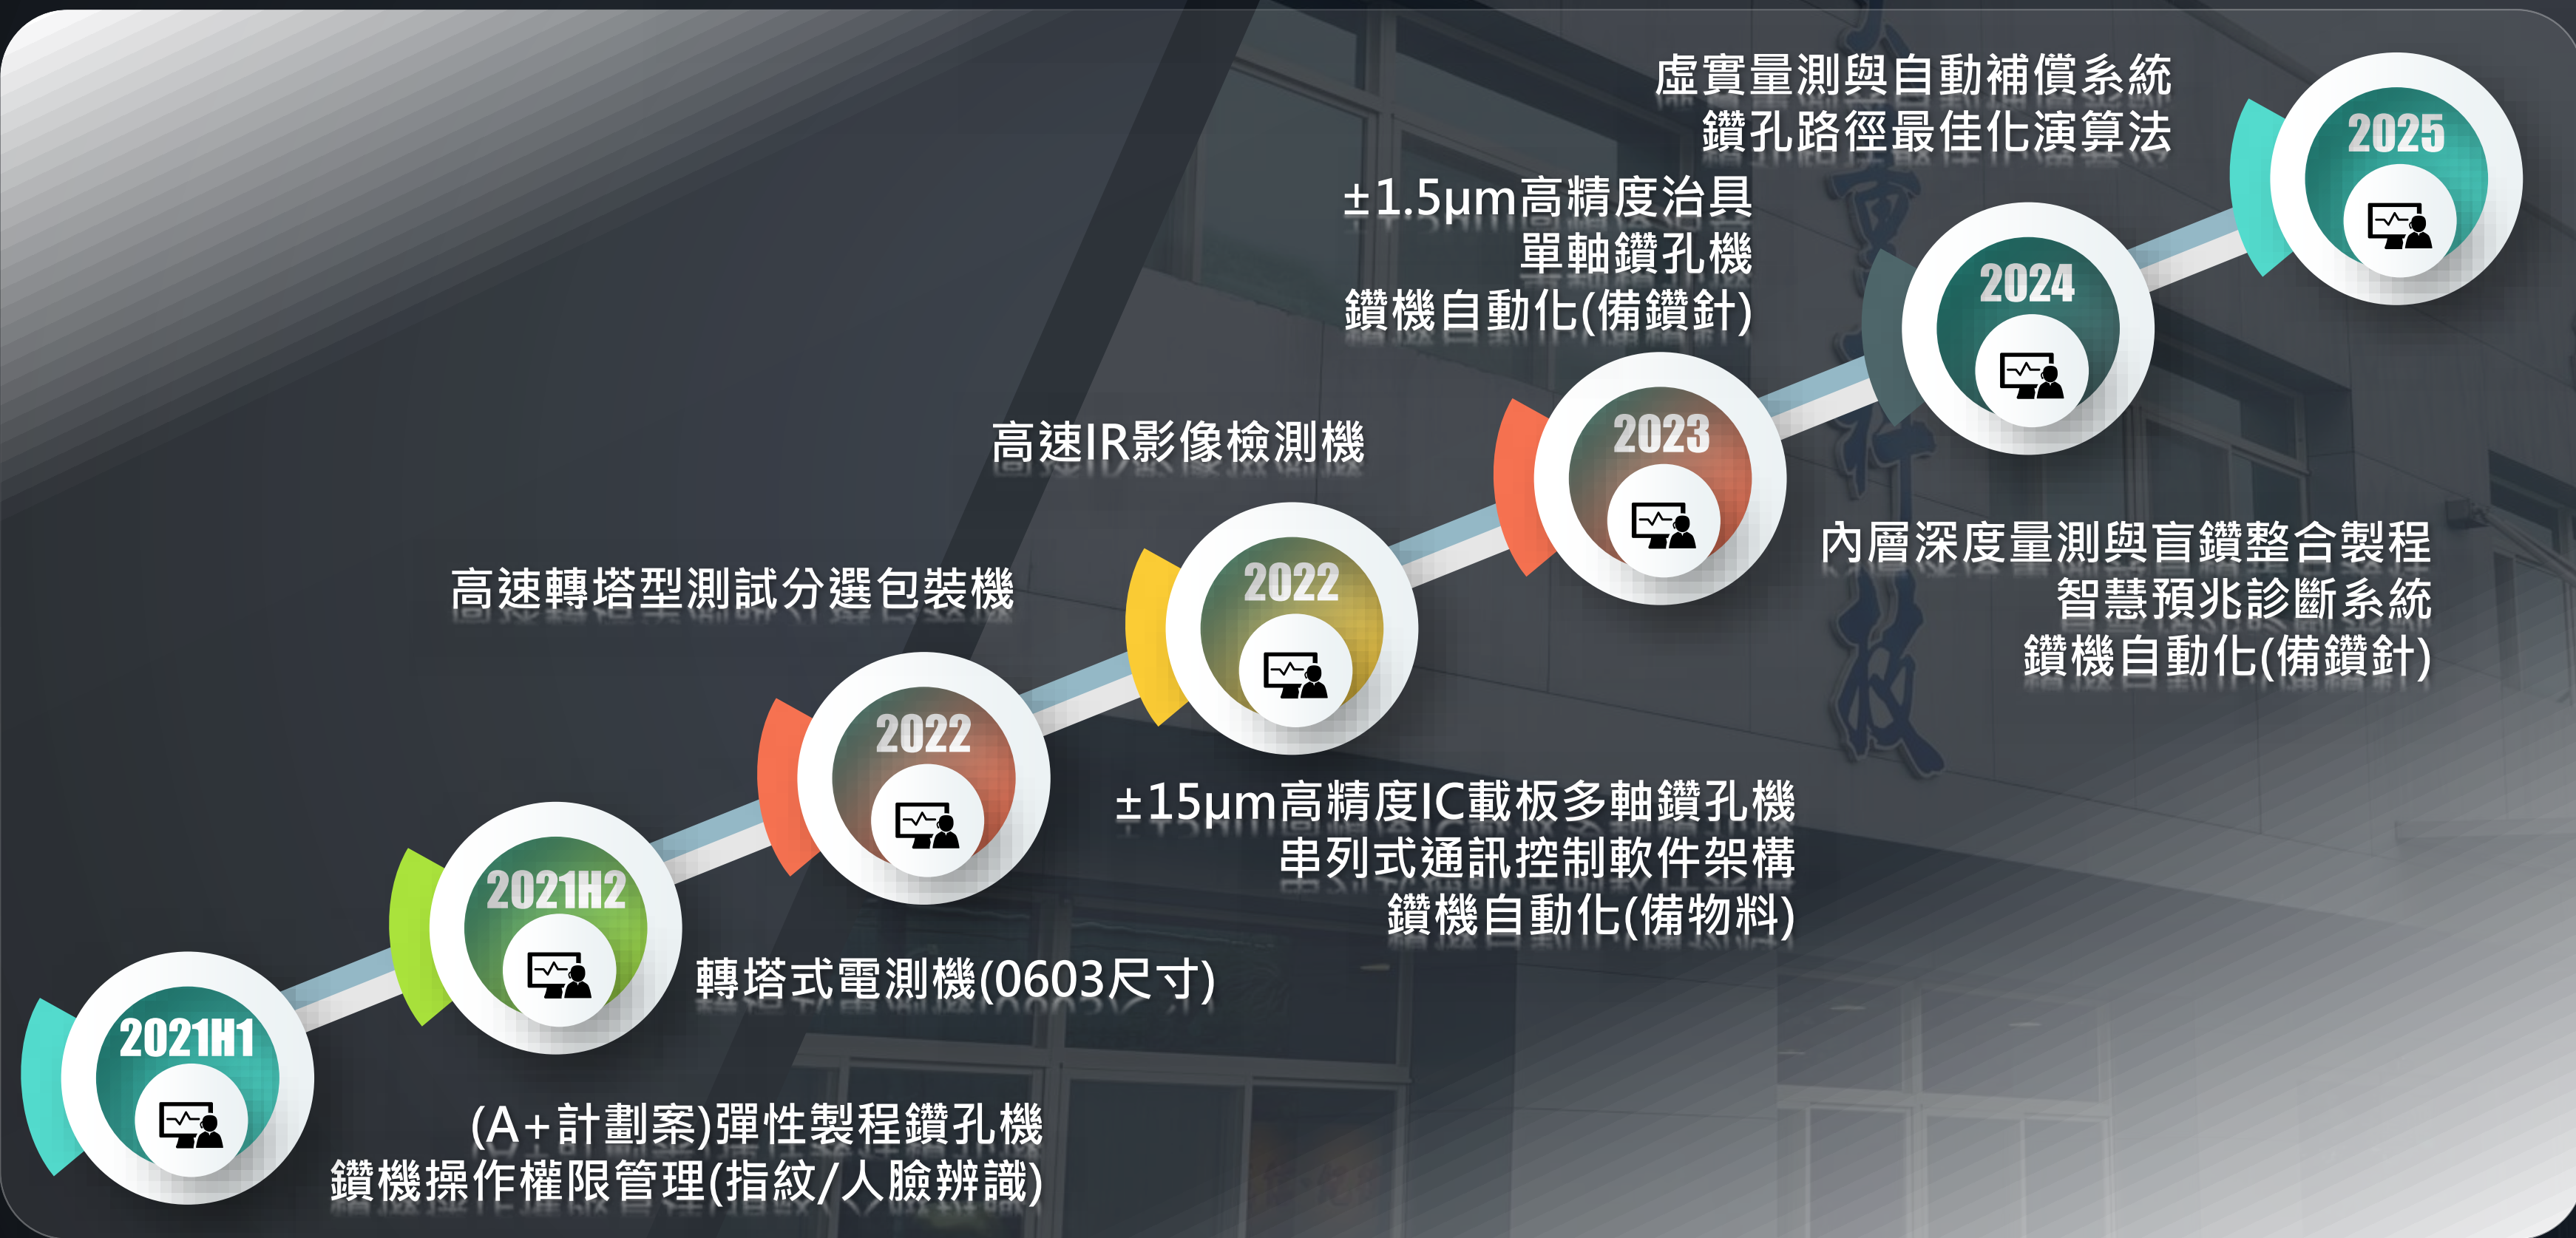 虛實量測與自動補償系統
鑽孔路徑最佳化演算法
2025
±1.5μm高精度治具
單軸鑽孔機
鑽機自動化(備鑽針)
2024
高速IR影像檢測機
2023
內層深度量測與盲鑽整合製程
智慧預兆診斷系統
鑽機自動化(備鑽針)
高速轉塔型測試分選包裝機
2022
±15μm高精度IC載板多軸鑽孔機
串列式通訊控制軟件架構
鑽機自動化(備物料)
2022
2021H2
轉塔式電測機(0603尺寸)
2021H1
(A+計劃案)彈性製程鑽孔機
鑽機操作權限管理(指紋/人臉辨識)